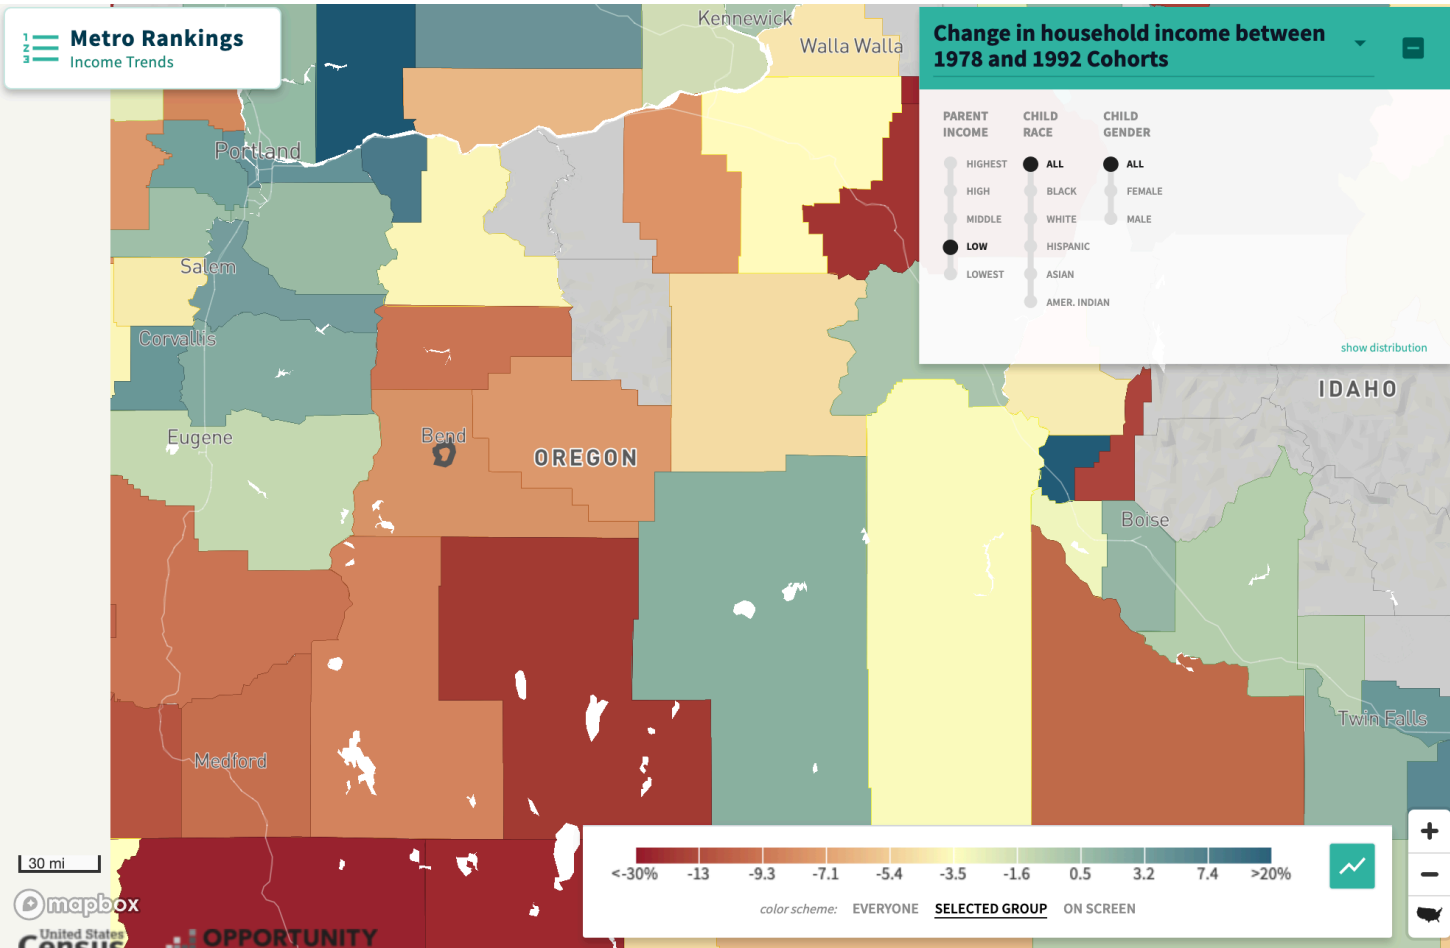 Metro Rankings
Income Trends
Kennewick
Walla Walla
Portland
Salem
Corvallis
Eugene
Bend
OREGON
Medford
IDAHO
Boise
Twin Falls
Change in household income between
1978 and 1992 Cohorts
PARENT INCOME
HIGHEST
HIGH
MIDDLE
LOW
LOWEST
CHILD RACE
ALL
BLACK
WHITE
HISPANIC
ASIAN
AMER. INDIAN
CHILD GENDER
ALL
FEMALE
MALE
show distribution
<-30% -13 -9.3 -7.1 -5.4 -3.5 -1.6 0.5 3.2 7.4 >20%
color scheme: EVERYONE SELECTED GROUP ON SCREEN
30 mi
mapbox
United States
Census
OPPORTUNITY